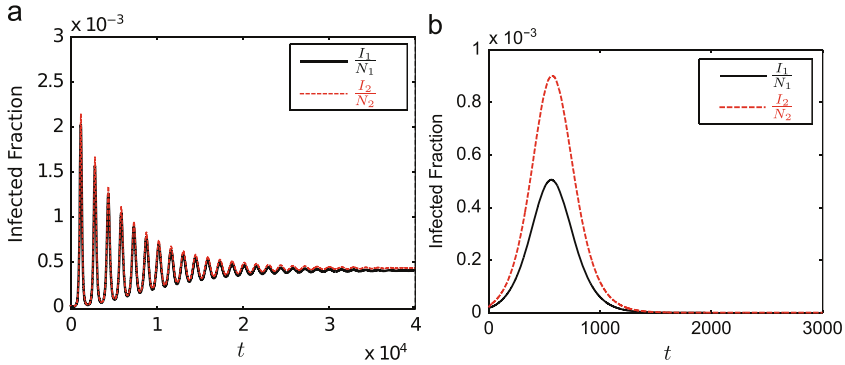 a
x 10⁻³
3
2.5
2
1.5
1
0.5
0
0
1
2
3
4
x 10⁴
Infected Fraction
t
I₁/N₁
I₂/N₂
b
x 10⁻³
1
0.8
0.6
0.4
0.2
0
0
1000
2000
3000
Infected Fraction
t
I₁/N₁
I₂/N₂